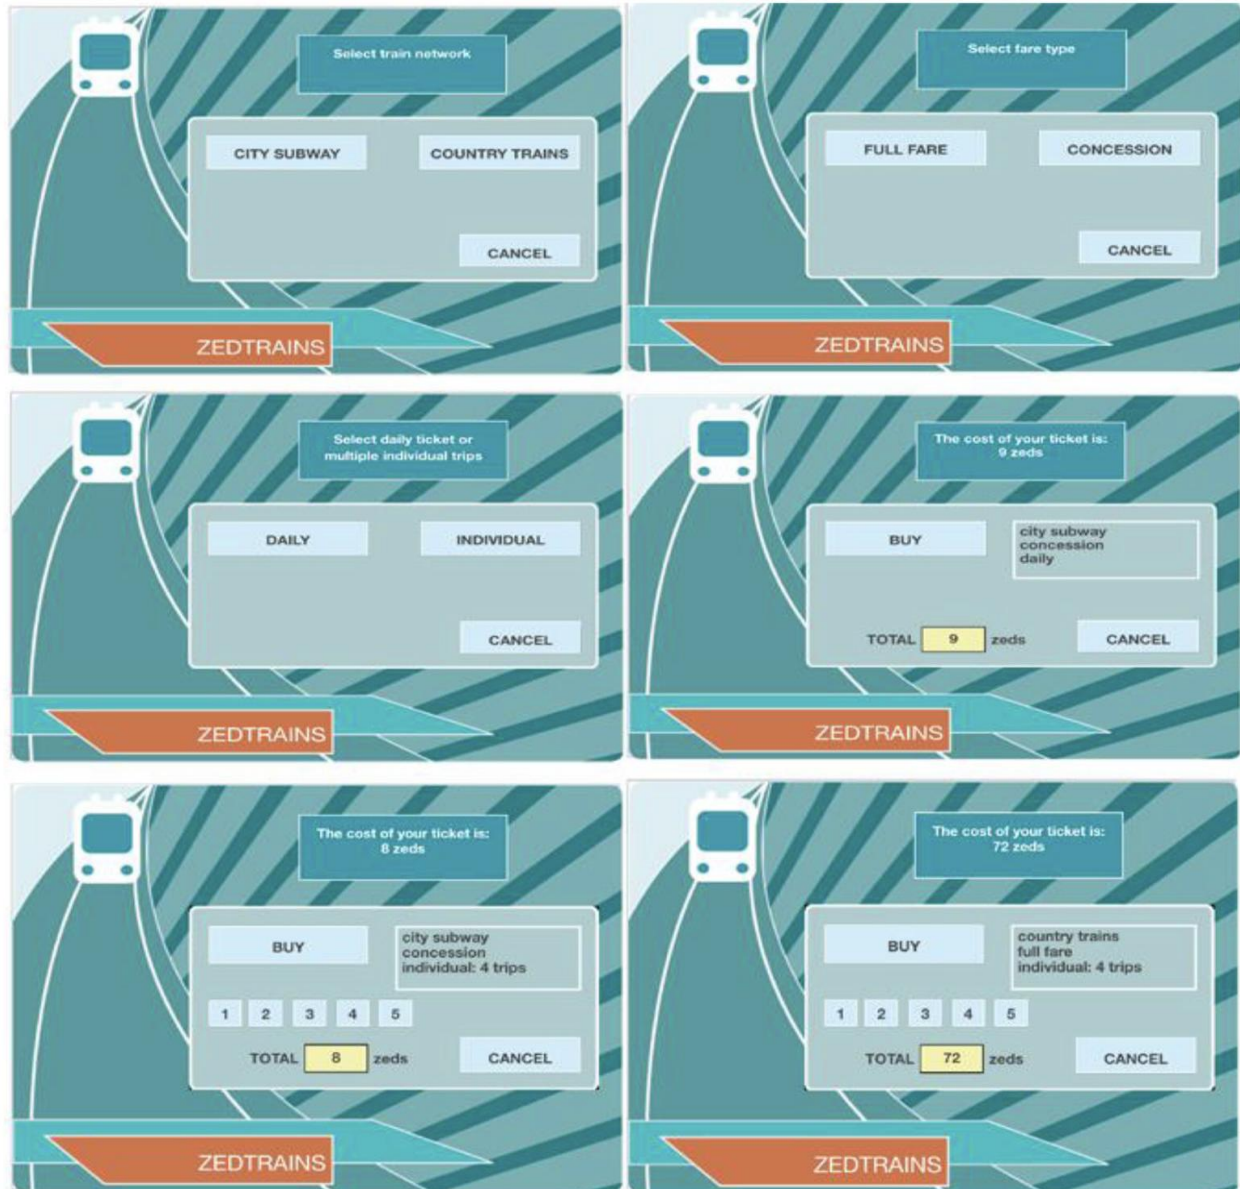 Select train network
CITY SUBWAY
COUNTRY TRAINS
CANCEL
ZEDTRAINS
Select fare type
FULL FARE
CONCESSION
CANCEL
ZEDTRAINS
Select daily ticket or
multiple individual trips
DAILY
INDIVIDUAL
CANCEL
ZEDTRAINS
The cost of your ticket is:
9 zeds
BUY
city subway
concession
daily
TOTAL 9 zeds
CANCEL
ZEDTRAINS
The cost of your ticket is:
8 zeds
BUY
city subway
concession
individual: 4 trips
1 2 3 4 5
TOTAL 8 zeds
CANCEL
ZEDTRAINS
The cost of your ticket is:
72 zeds
BUY
country trains
full fare
individual: 4 trips
1 2 3 4 5
TOTAL 72 zeds
CANCEL
ZEDTRAINS